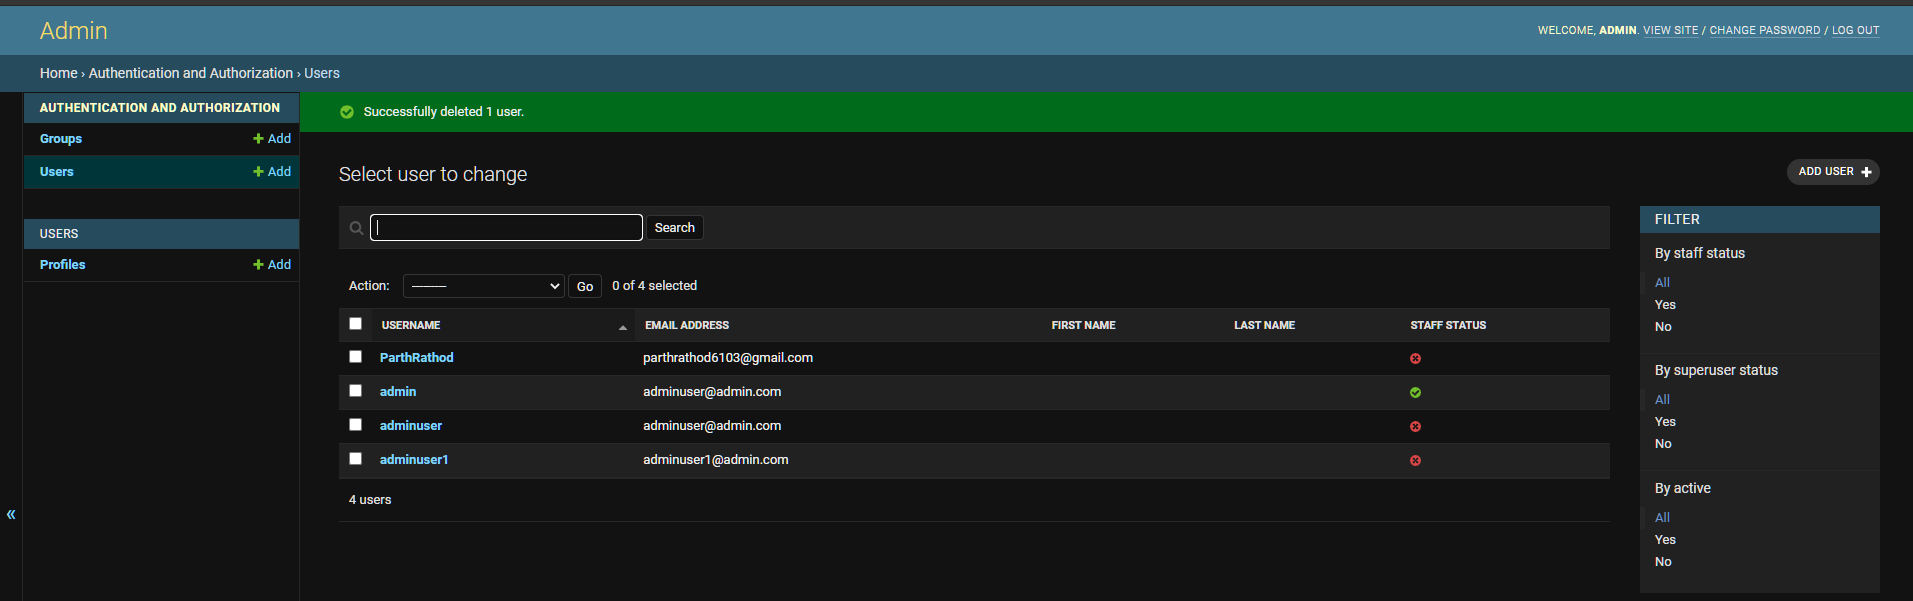 Admin
WELCOME, ADMIN. VIEW SITE / CHANGE PASSWORD / LOG OUT
Home › Authentication and Authorization › Users
AUTHENTICATION AND AUTHORIZATION
Groups + Add
Users + Add
USERS
Profiles + Add
«
Successfully deleted 1 user.
Select user to change
ADD USER +
Search
Action: --------- Go 0 of 4 selected
USERNAME EMAIL ADDRESS FIRST NAME LAST NAME STAFF STATUS
ParthRathod parthrathod6103@gmail.com
admin adminuser@admin.com
adminuser adminuser@admin.com
adminuser1 adminuser1@admin.com
4 users
FILTER
By staff status
All
Yes
No
By superuser status
All
Yes
No
By active
All
Yes
No